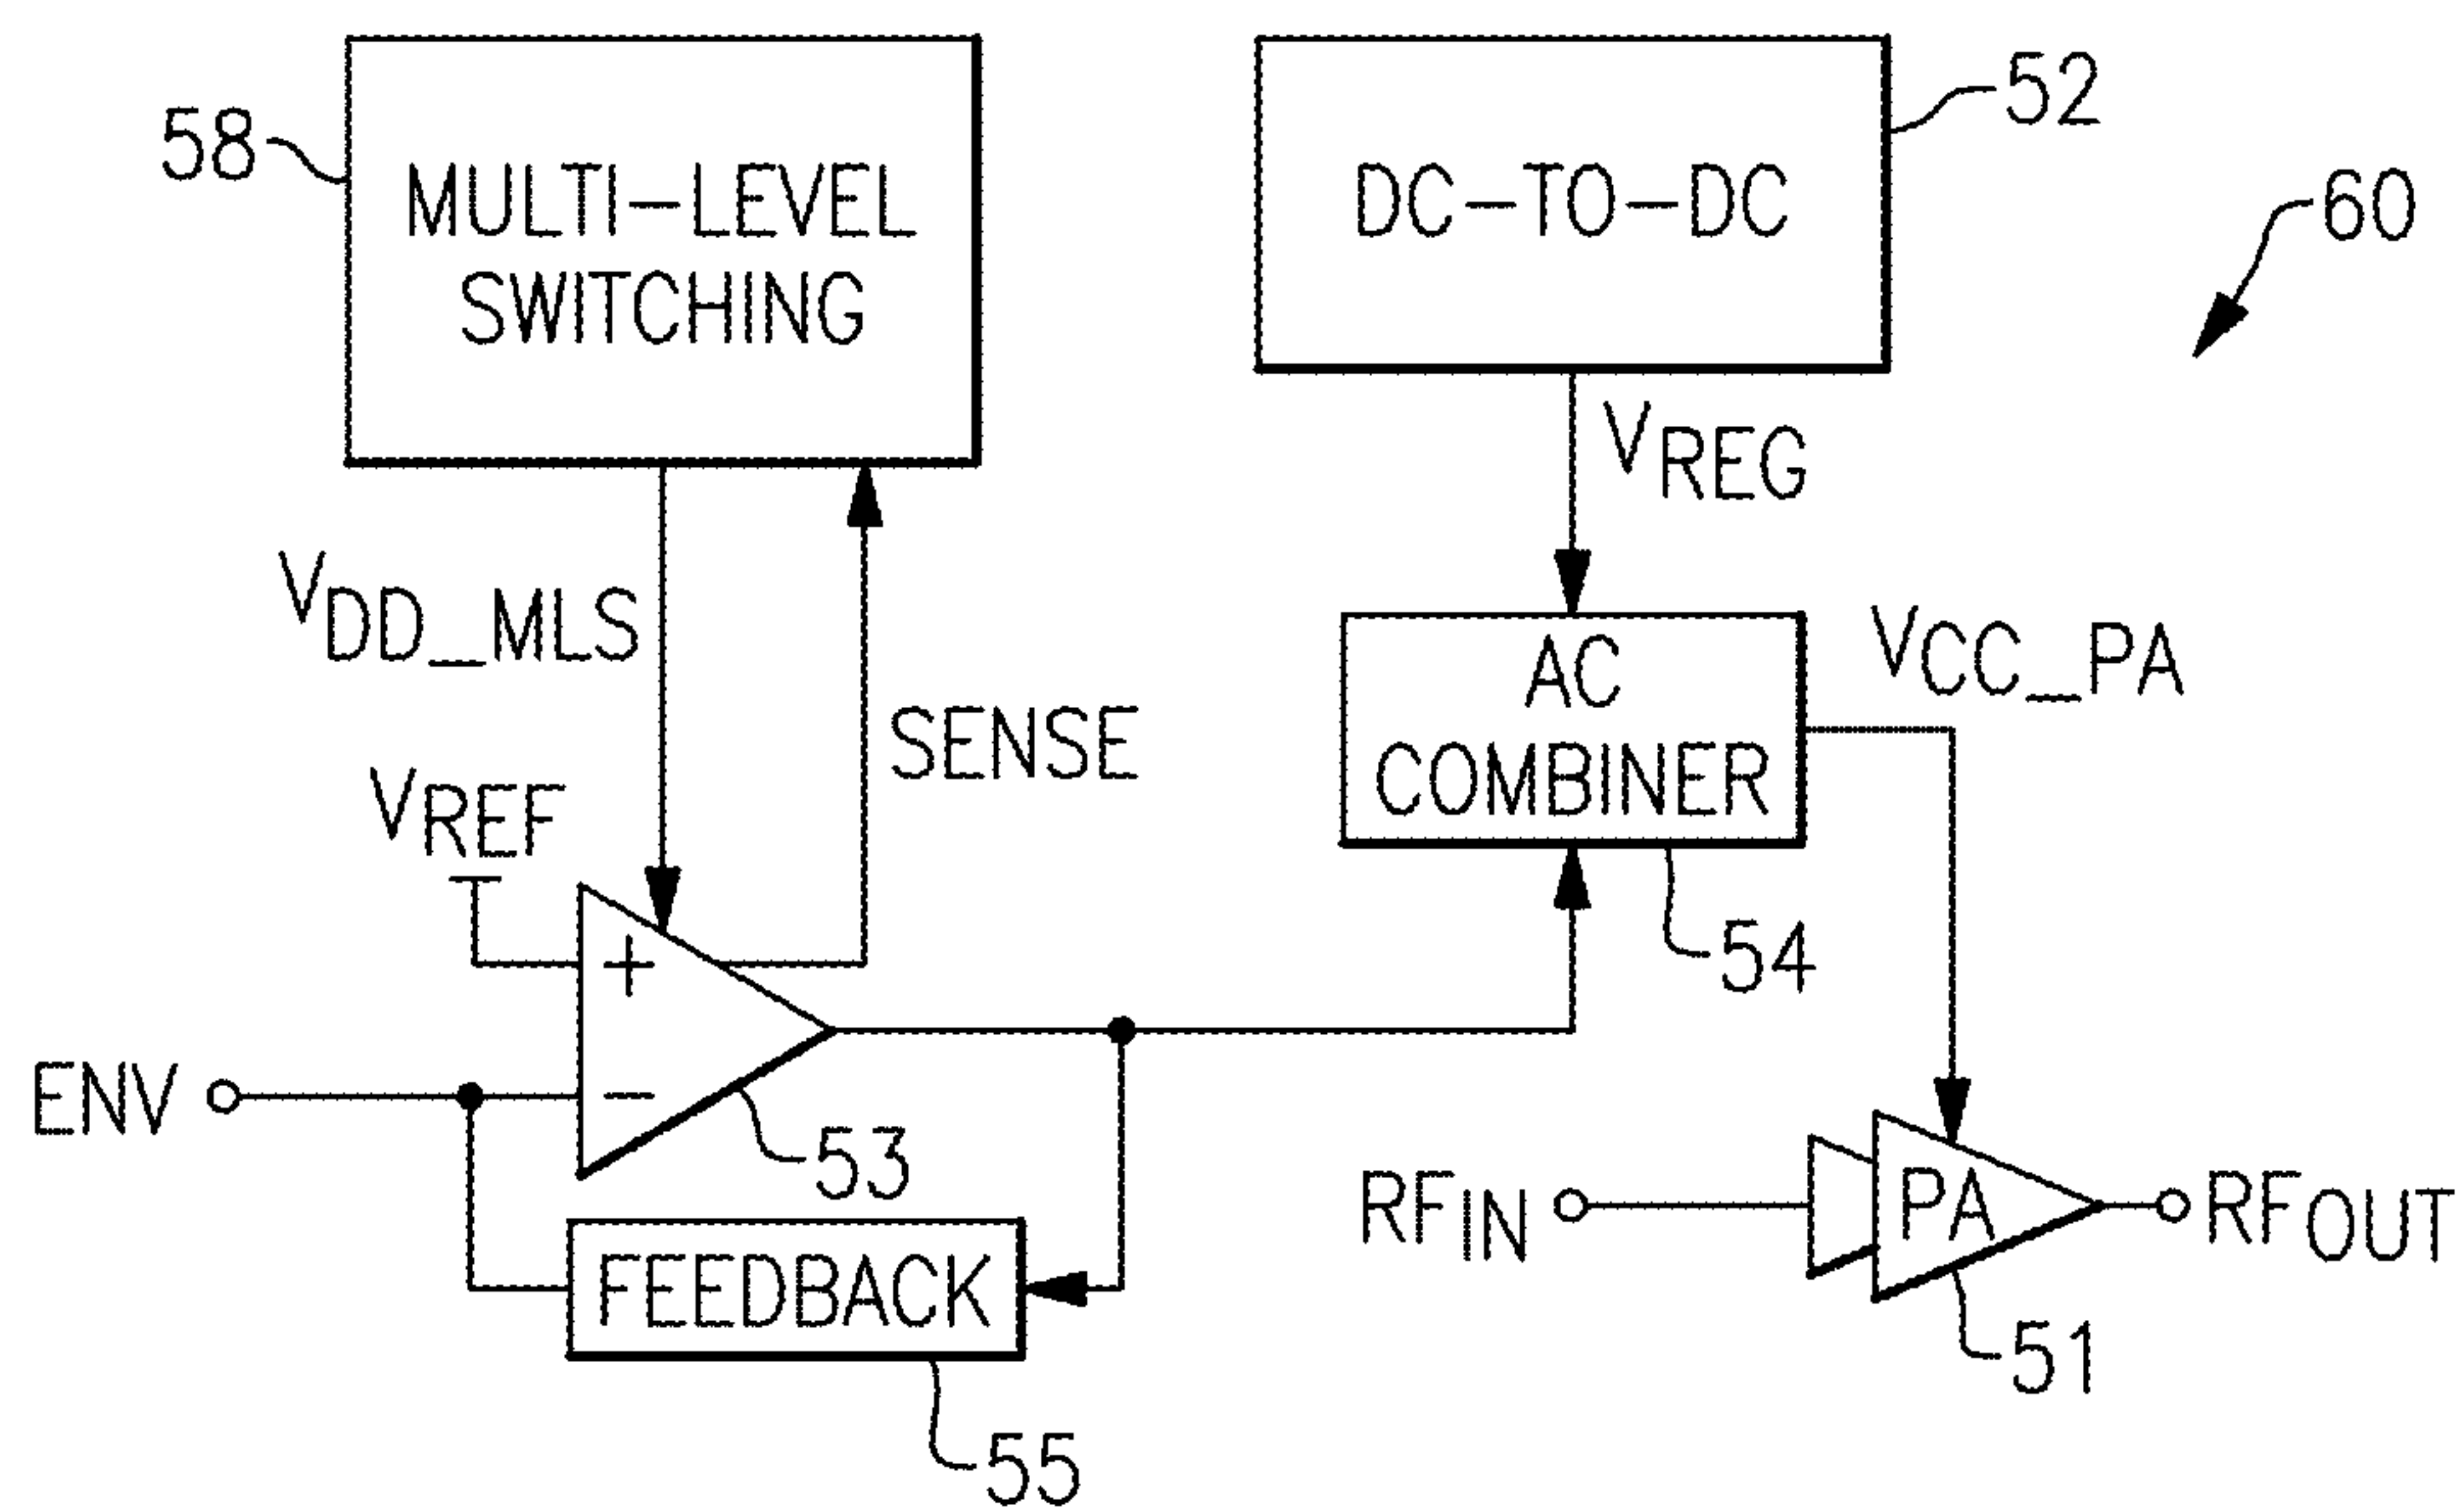 58
MULTI-LEVEL
SWITCHING
DC-TO-DC
52
60
VREG
VDD_MLS
SENSE
AC
COMBINER
VCC_PA
VREF
+
54
ENV
−
53
FEEDBACK
55
RFIN
PA
RFOUT
51